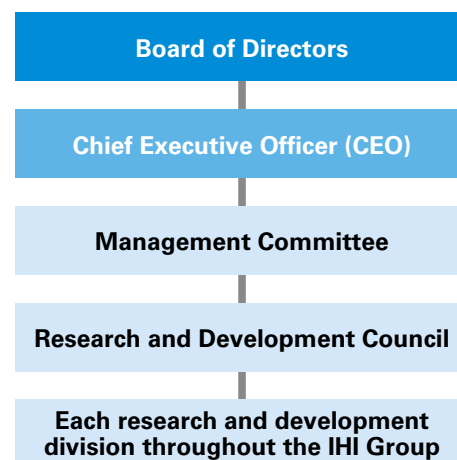 Board of Directors
Chief Executive Officer (CEO)
Management Committee
Research and Development Council
Each research and development
division throughout the IHI Group